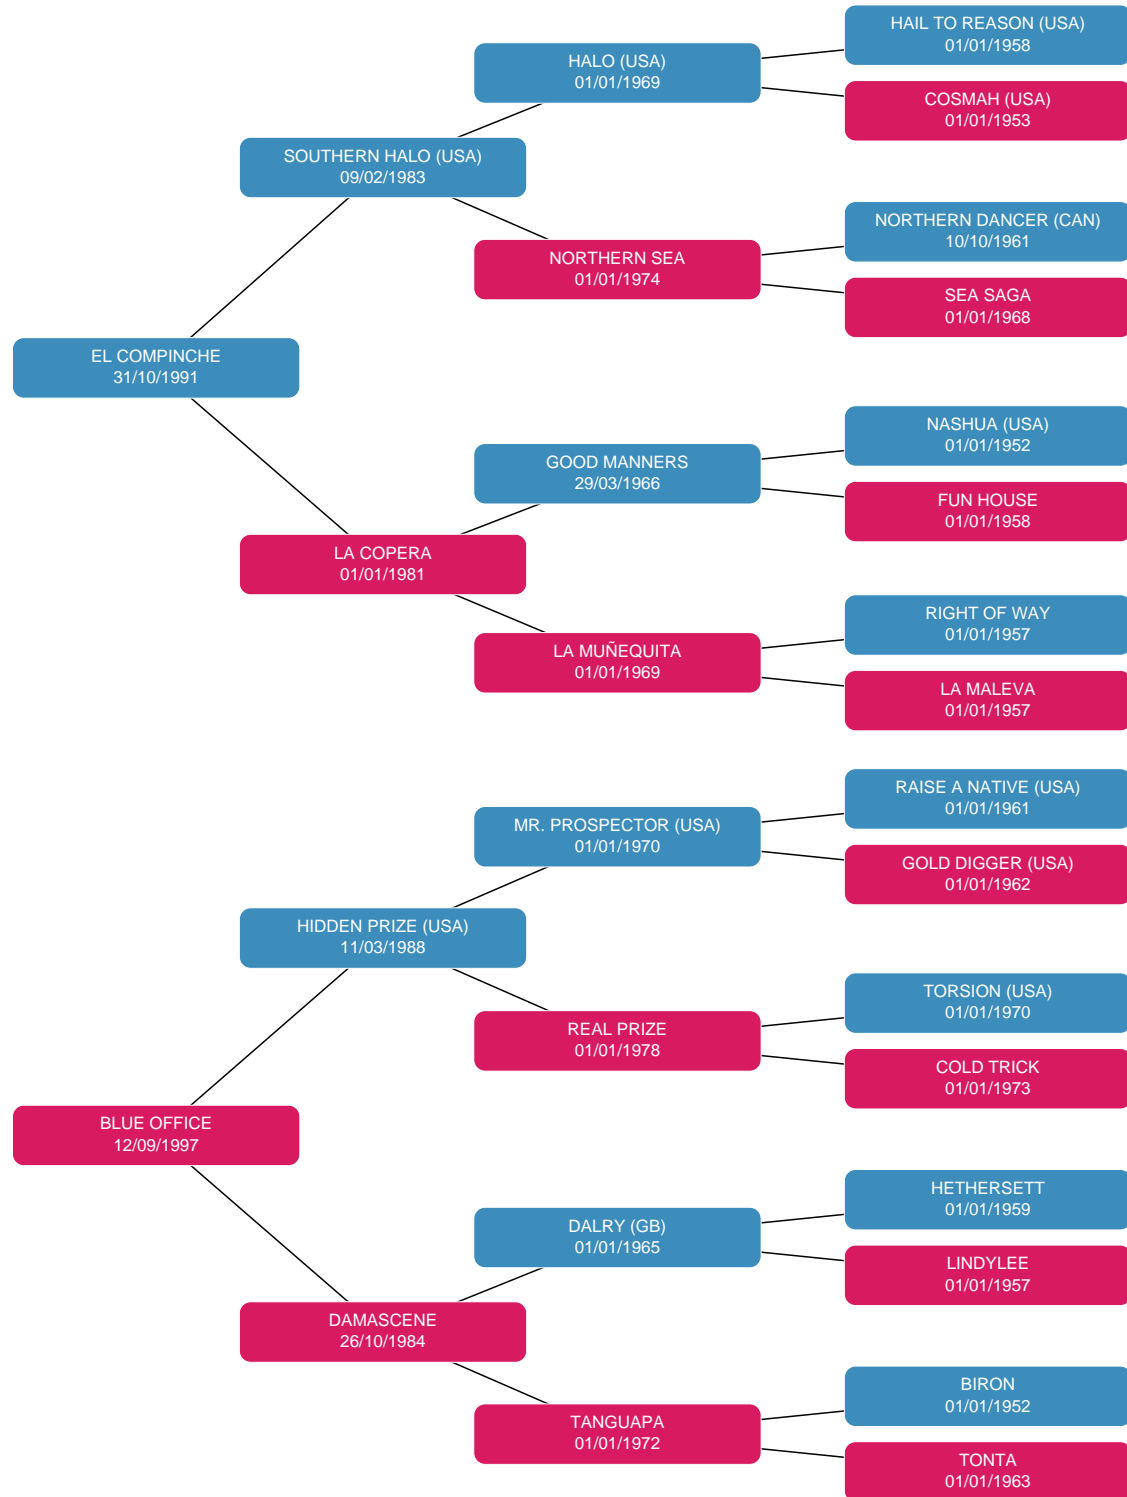 HAIL TO REASON (USA)
01/01/1958
HALO (USA)
01/01/1969
COSMAH (USA)
01/01/1953
SOUTHERN HALO (USA)
09/02/1983
NORTHERN DANCER (CAN)
10/10/1961
NORTHERN SEA
01/01/1974
SEA SAGA
01/01/1968
EL COMPINCHE
31/10/1991
NASHUA (USA)
01/01/1952
GOOD MANNERS
29/03/1966
FUN HOUSE
01/01/1958
LA COPERA
01/01/1981
RIGHT OF WAY
01/01/1957
LA MUÑEQUITA
01/01/1969
LA MALEVA
01/01/1957
RAISE A NATIVE (USA)
01/01/1961
MR. PROSPECTOR (USA)
01/01/1970
GOLD DIGGER (USA)
01/01/1962
HIDDEN PRIZE (USA)
11/03/1988
TORSION (USA)
01/01/1970
REAL PRIZE
01/01/1978
COLD TRICK
01/01/1973
BLUE OFFICE
12/09/1997
HETHERSETT
01/01/1959
DALRY (GB)
01/01/1965
LINDYLEE
01/01/1957
DAMASCENE
26/10/1984
BIRON
01/01/1952
TANGUAPA
01/01/1972
TONTA
01/01/1963